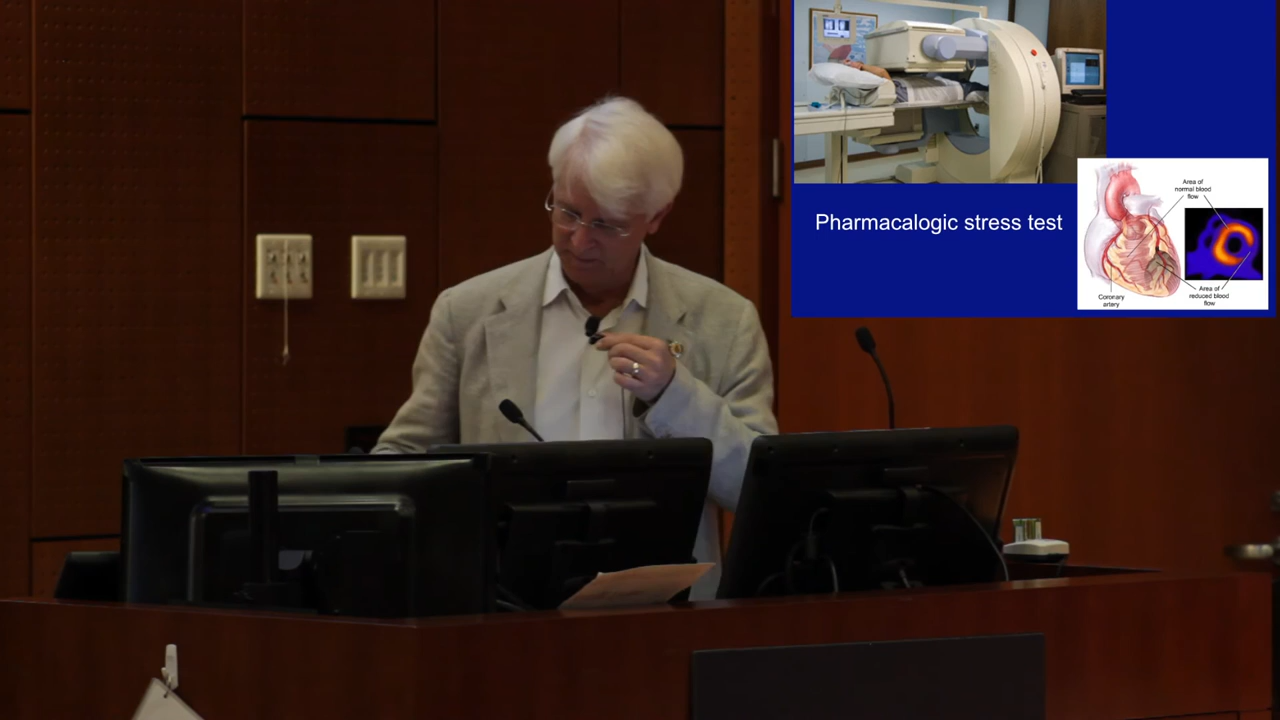 Pharmacalogic stress test
Area of
normal blood
flow
Coronary
artery
Area of
reduced blood
flow